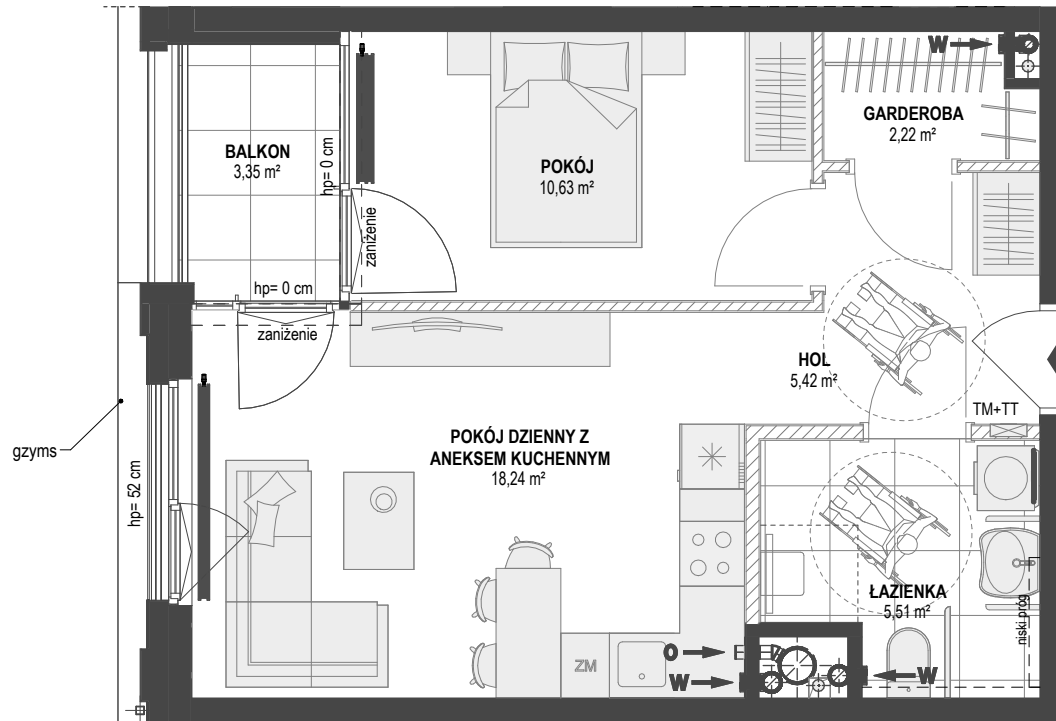 W
GARDEROBA
2,22 m²
BALKON
3,35 m²
hp= 0 cm
POKÓJ
10,63 m²
zaniżenie
hp= 0 cm
zaniżenie
HOL
5,42 m²
TM+TT
gzyms
hp= 52 cm
POKÓJ DZIENNY Z
ANEKSEM KUCHENNYM
18,24 m²
ŁAZIENKA
5,51 m²
niski próg
ZM
O
W
W